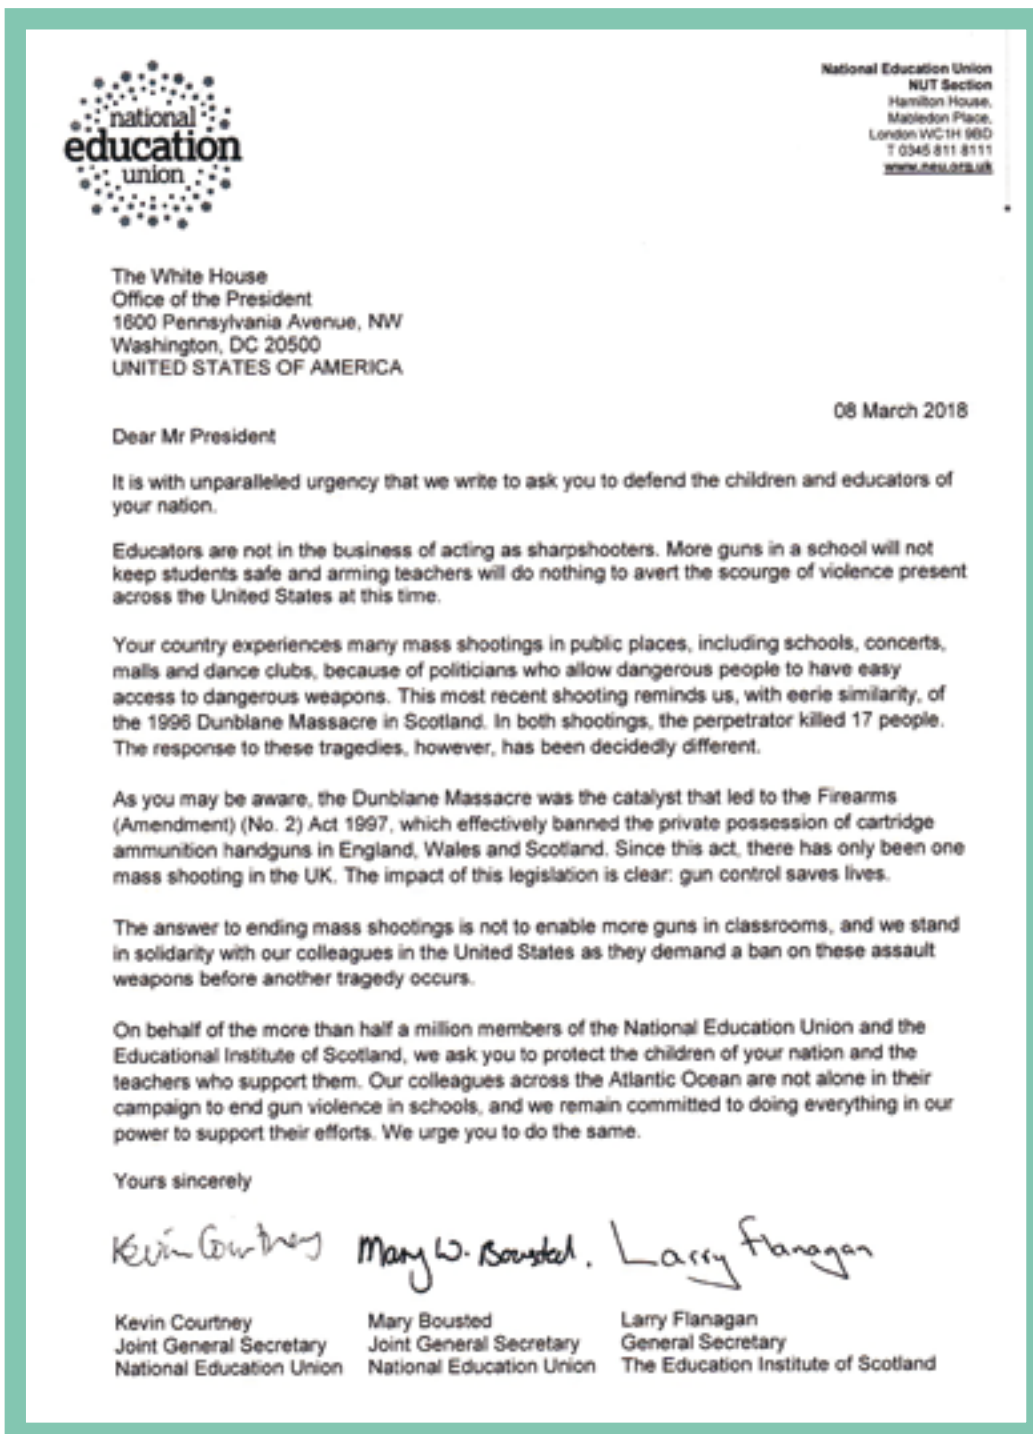 national
education
union
National Education Union
NUT Section
Hamilton House,
Mabledon Place,
London WC1H 9BD
T 0345 811 8111
www.neu.org.uk
The White House
Office of the President
1600 Pennsylvania Avenue, NW
Washington, DC 20500
UNITED STATES OF AMERICA
08 March 2018
Dear Mr President
It is with unparalleled urgency that we write to ask you to defend the children and educators of
your nation.
Educators are not in the business of acting as sharpshooters. More guns in a school will not
keep students safe and arming teachers will do nothing to avert the scourge of violence present
across the United States at this time.
Your country experiences many mass shootings in public places, including schools, concerts,
malls and dance clubs, because of politicians who allow dangerous people to have easy
access to dangerous weapons. This most recent shooting reminds us, with eerie similarity, of
the 1996 Dunblane Massacre in Scotland. In both shootings, the perpetrator killed 17 people.
The response to these tragedies, however, has been decidedly different.
As you may be aware, the Dunblane Massacre was the catalyst that led to the Firearms
(Amendment) (No. 2) Act 1997, which effectively banned the private possession of cartridge
ammunition handguns in England, Wales and Scotland. Since this act, there has only been one
mass shooting in the UK. The impact of this legislation is clear: gun control saves lives.
The answer to ending mass shootings is not to enable more guns in classrooms, and we stand
in solidarity with our colleagues in the United States as they demand a ban on these assault
weapons before another tragedy occurs.
On behalf of the more than half a million members of the National Education Union and the
Educational Institute of Scotland, we ask you to protect the children of your nation and the
teachers who support them. Our colleagues across the Atlantic Ocean are not alone in their
campaign to end gun violence in schools, and we remain committed to doing everything in our
power to support their efforts. We urge you to do the same.
Yours sincerely
Kevin Courtney Mary W. Bousted. Larry Flanagan
Kevin Courtney Mary Bousted Larry Flanagan
Joint General Secretary Joint General Secretary General Secretary
National Education Union National Education Union The Education Institute of Scotland